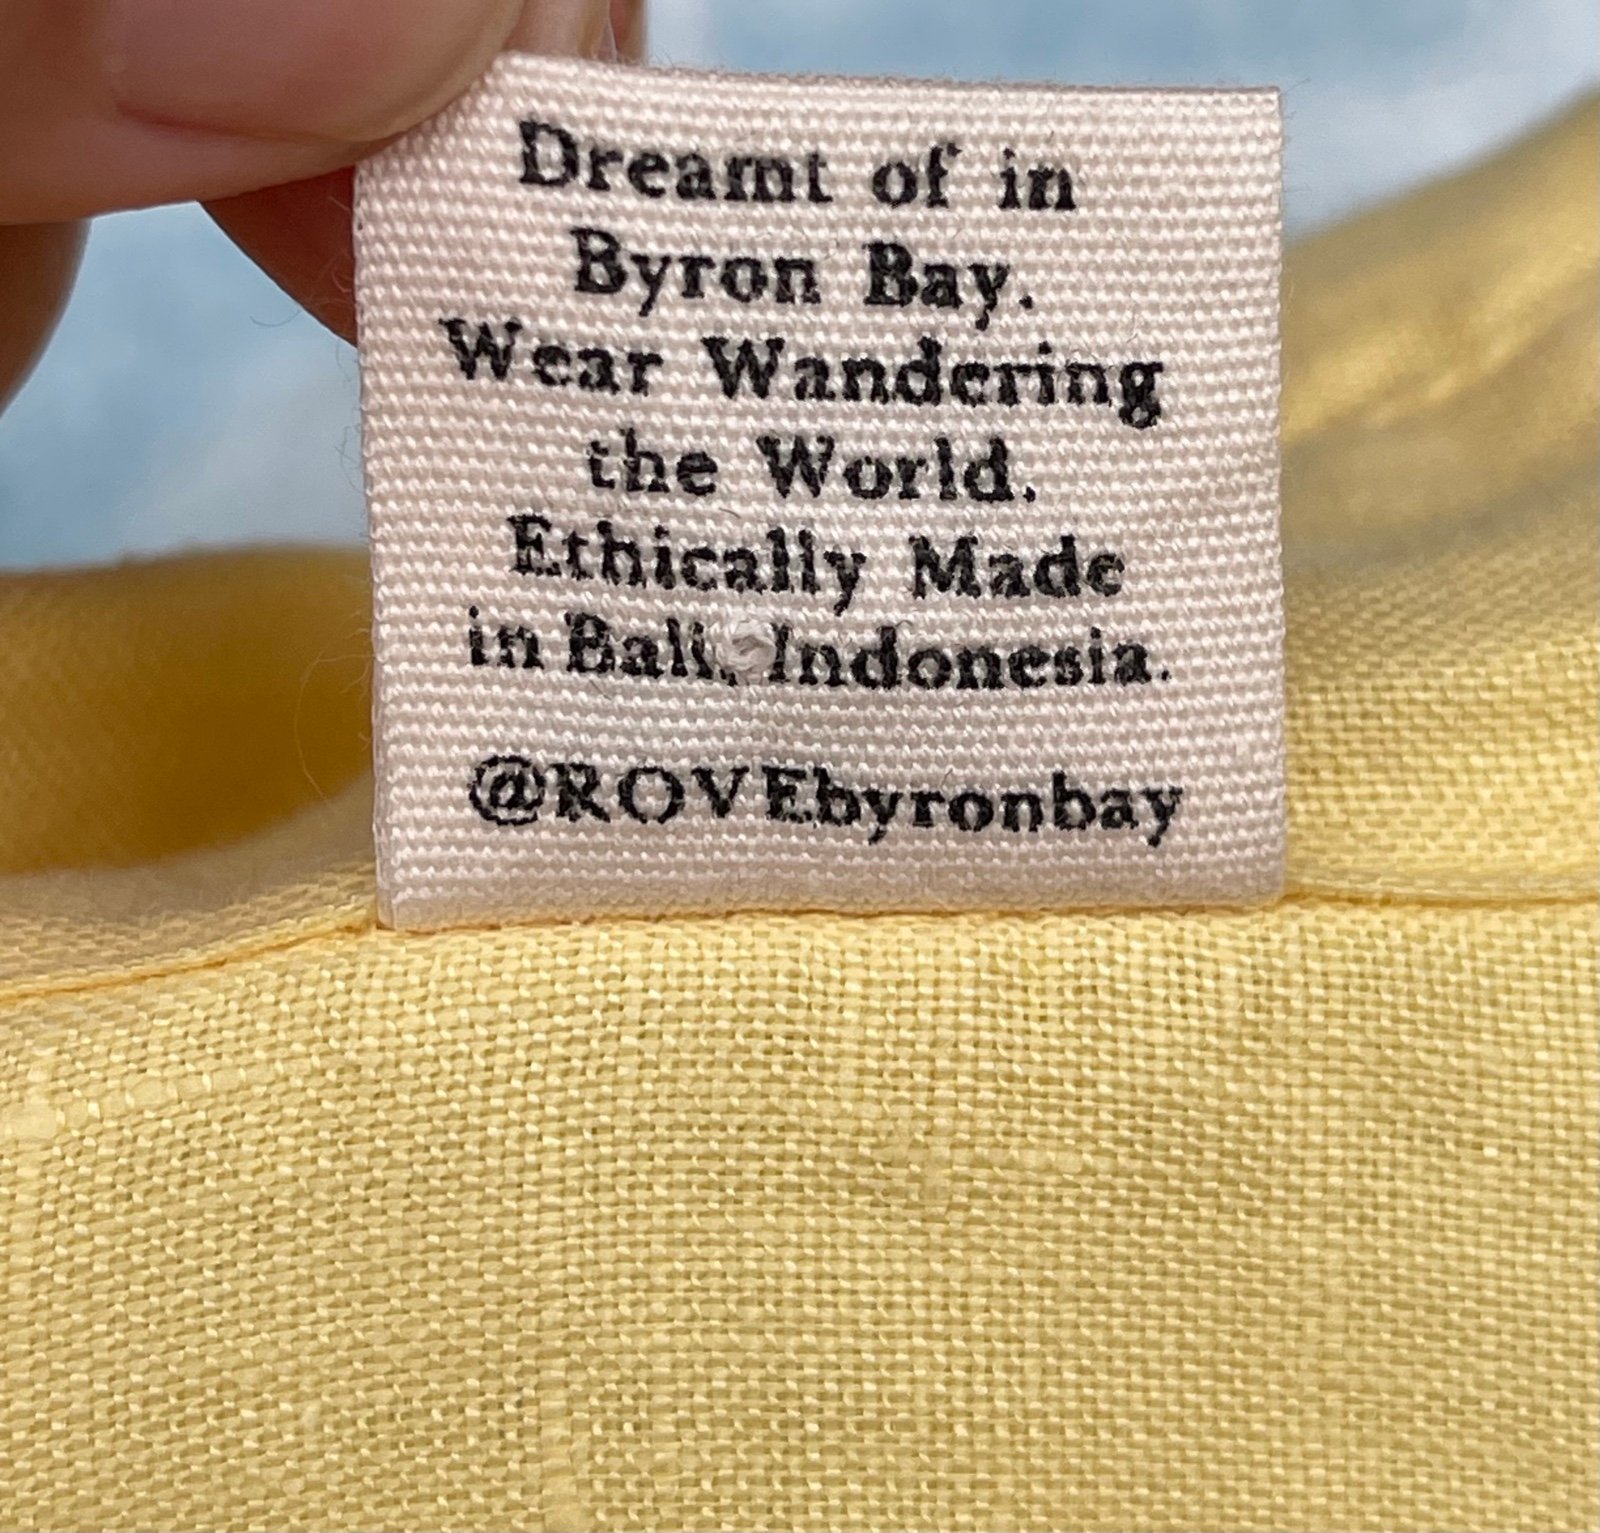 Dreamt of in
Byron Bay.
Wear Wandering
the World.
Ethically Made
in Bali, Indonesia.
@ROVEbyronbay